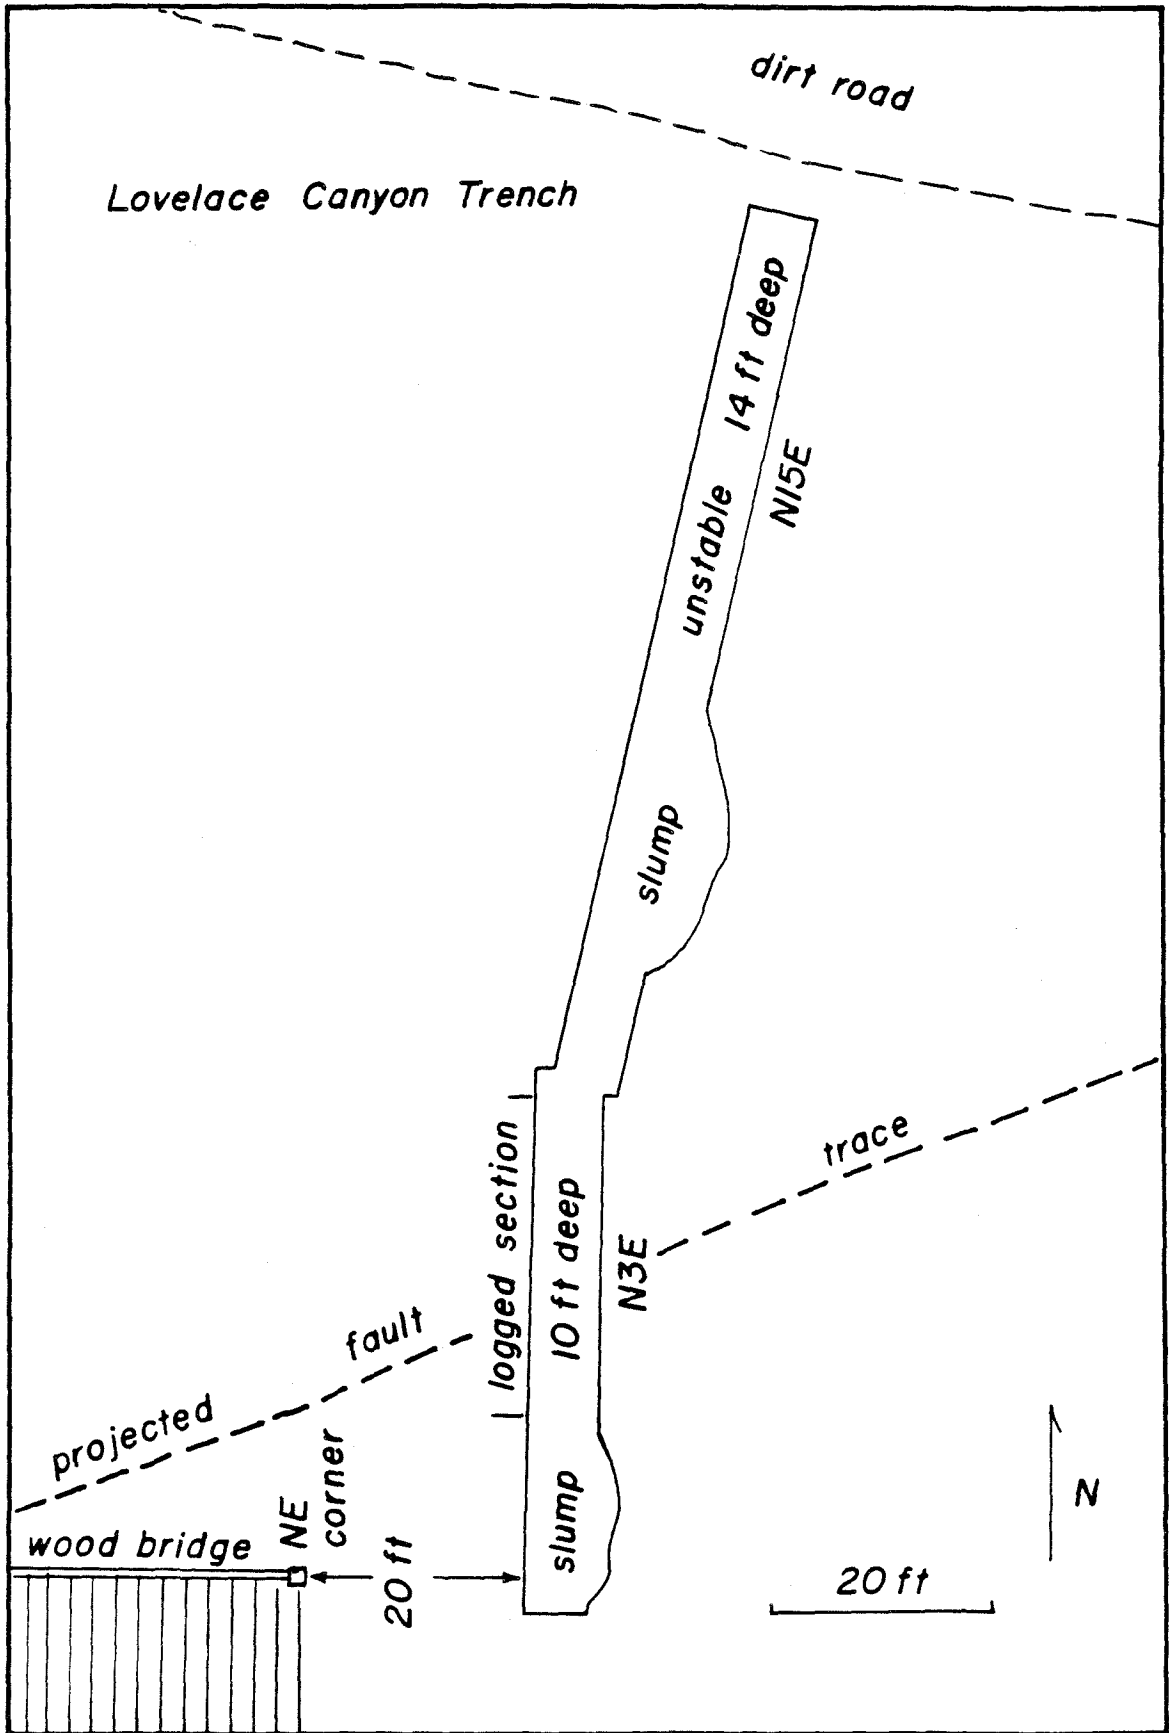 dirt road
Lovelace Canyon Trench
14 ft deep
unstable
N15E
slump
logged section
10 ft deep
N3E
trace
fault
projected
NE
corner
slump
wood bridge
20 ft
20 ft
N